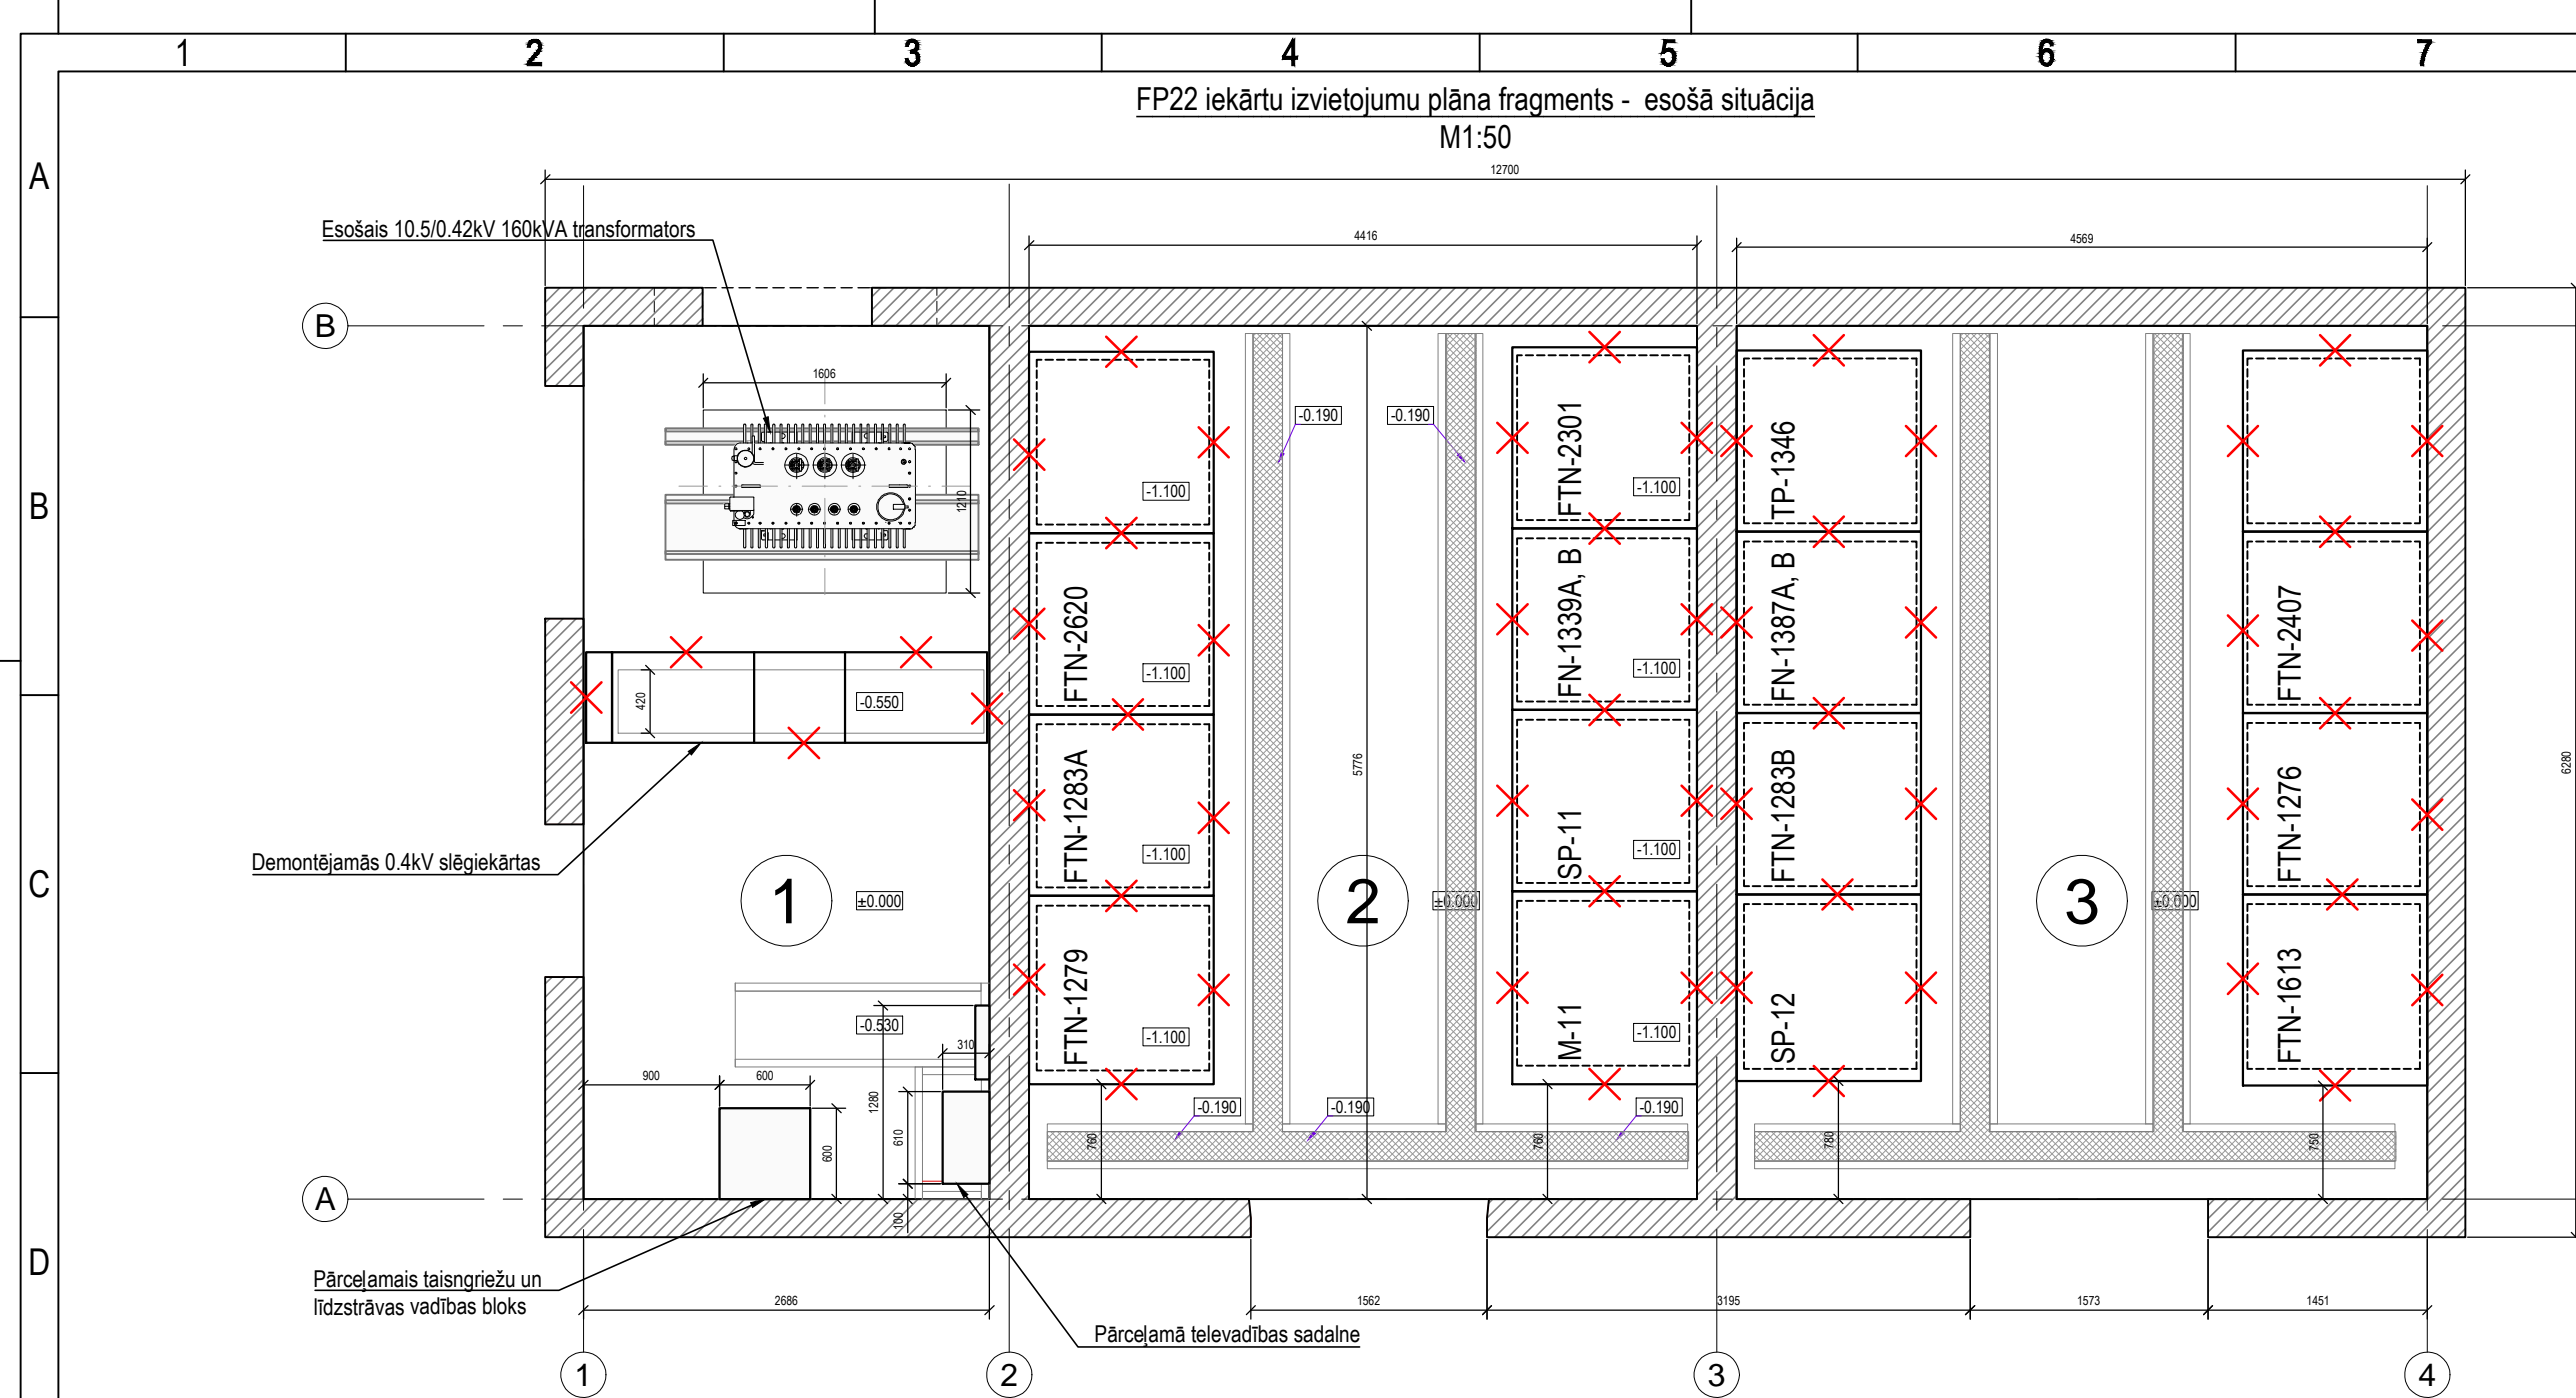 1
2
3
4
5
6
7
FP22 iekārtu izvietojumu plāna fragments - esošā situācija
M1:50
12700
A
Esošais 10.5/0.42kV 160kVA transformators
4416
4569
B
1606
-0.190
-0.190
FTN-2301
TP-1346
1210
-1.100
-1.100
B
FTN-2620
FN-1339A, B
FN-1387A, B
FTN-2407
-1.100
-1.100
420
-0.550
5776
6280
FTN-1283A
SP-11
FTN-1283B
FTN-1276
-1.100
-1.100
Demontējamās 0.4kV slēgiekārtas
C
1
±0.000
2
±0.000
3
±0.000
FTN-1279
M-11
SP-12
FTN-1613
-0.530
-1.100
-1.100
310
900
600
1280
610
600
-0.190
-0.190
-0.190
760
760
780
750
A
100
D
Pārceļamais taisngriežu un
līdzstrāvas vadības bloks
2686
1562
3195
1573
1451
Pārceļamā televadības sadalne
1
2
3
4